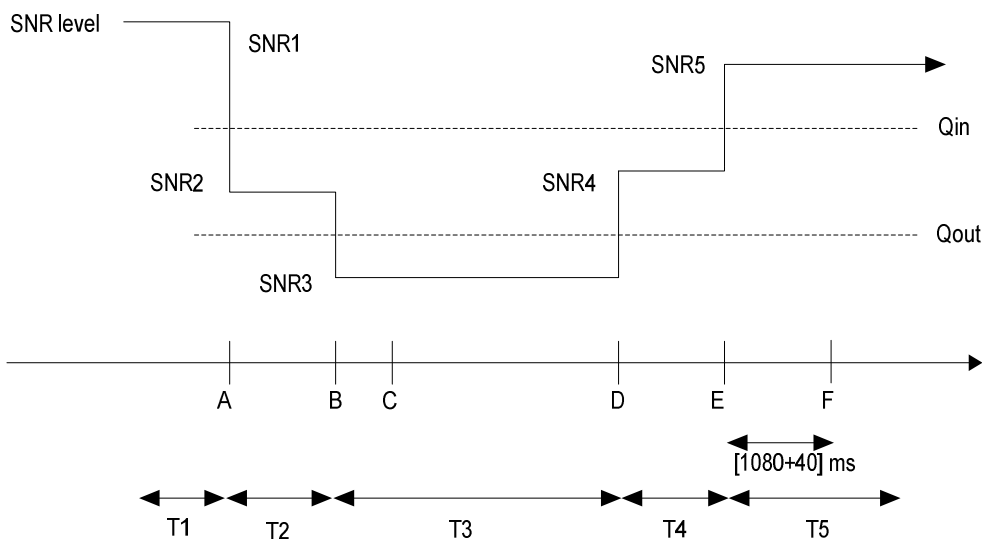 SNR level
SNR1
SNR5
Qin
SNR2
SNR4
Qout
SNR3
A B C D E F
[1080+40] ms
T1 T2 T3 T4 T5